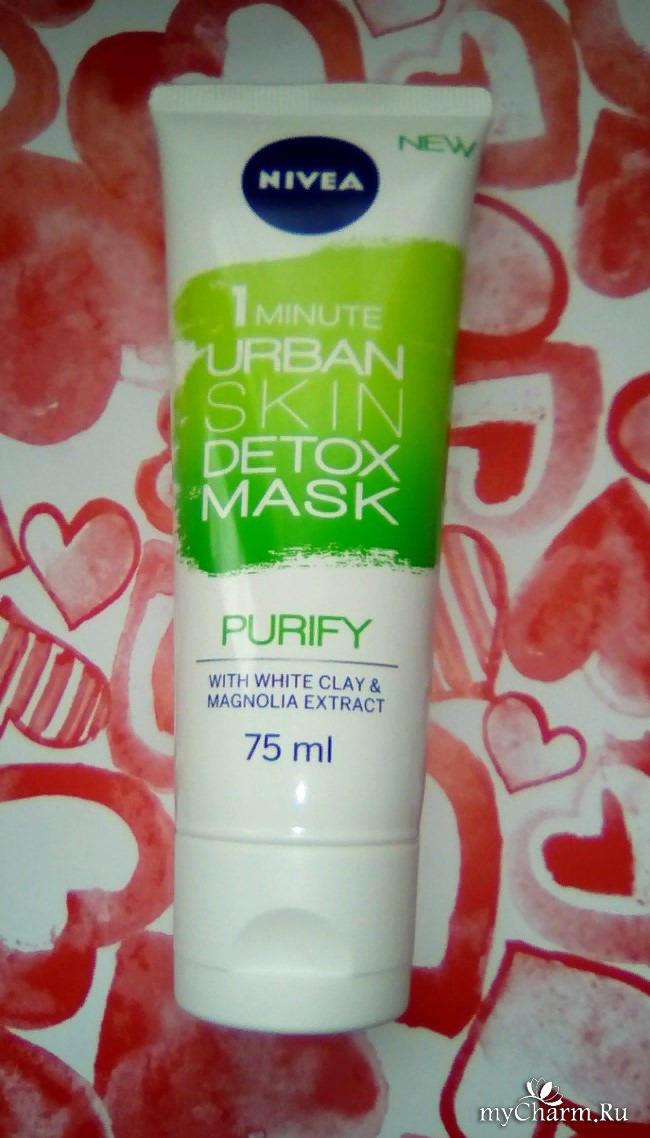 NEW
NIVEA
1 MINUTE
URBAN
SKIN
DETOX
MASK
PURIFY
WITH WHITE CLAY &
MAGNOLIA EXTRACT
75 ml
myCharm.Ru